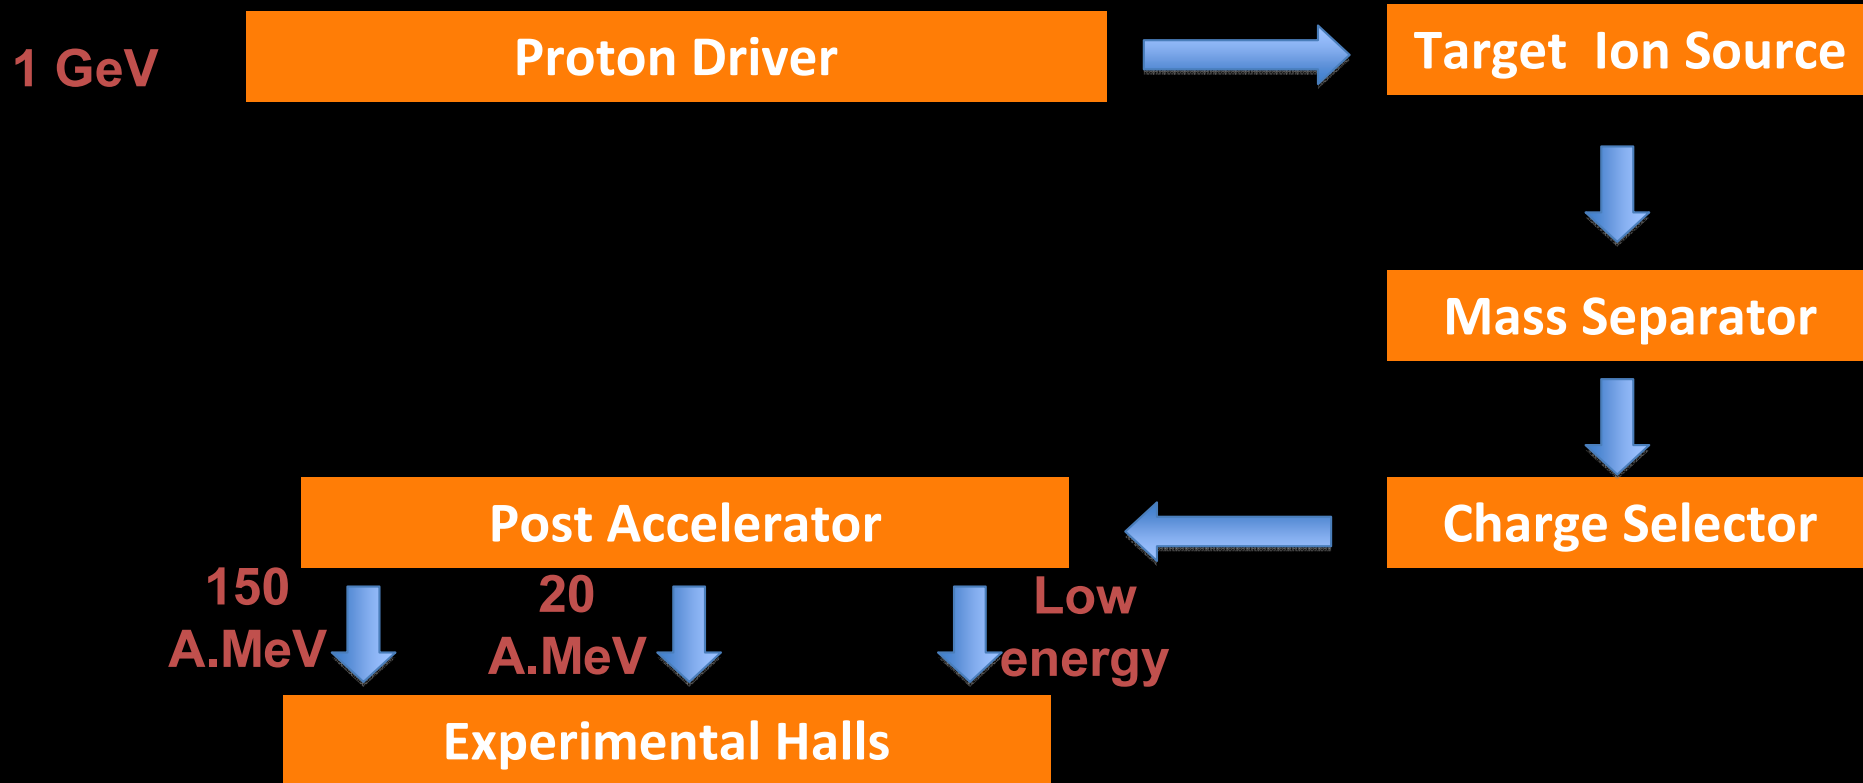 1 GeV
Proton Driver
Target Ion Source
Mass Separator
Charge Selector
Post Accelerator
150
A.MeV
20
A.MeV
Low
energy
Experimental Halls